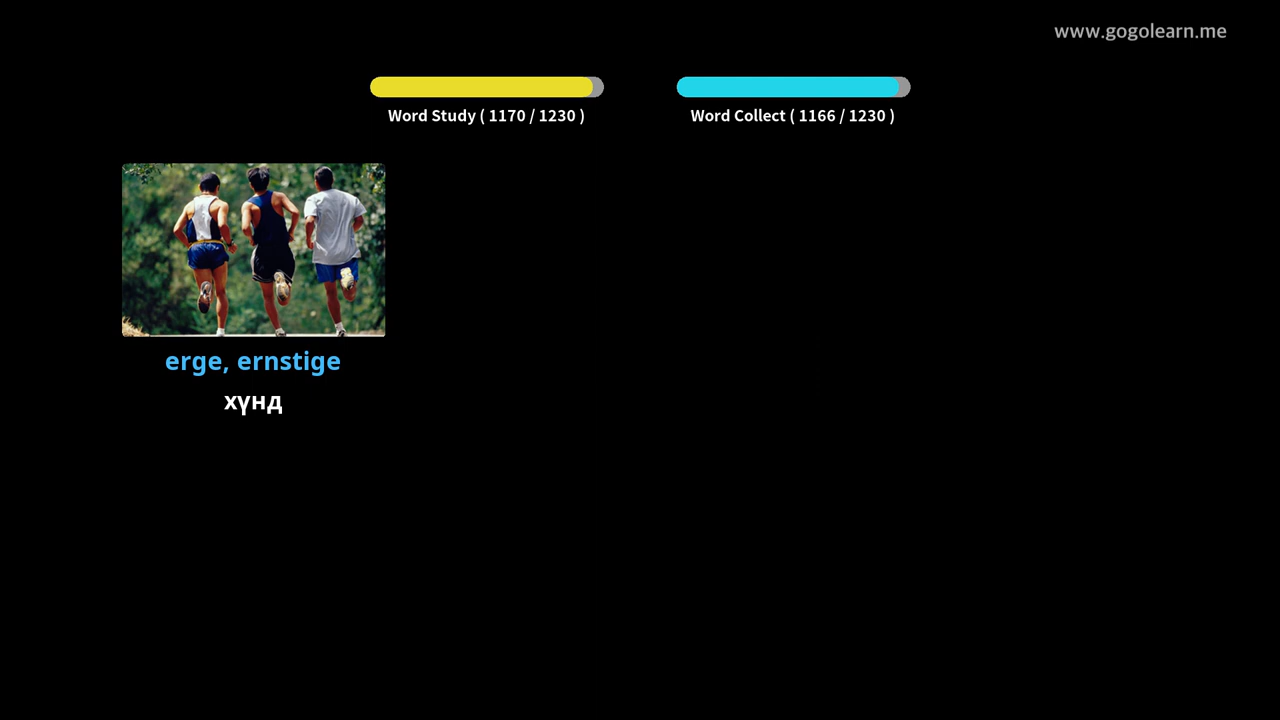 www.gogolearn.me
Word Study ( 1170 / 1230 )
Word Collect ( 1166 / 1230 )
erge, ernstige
хүнд